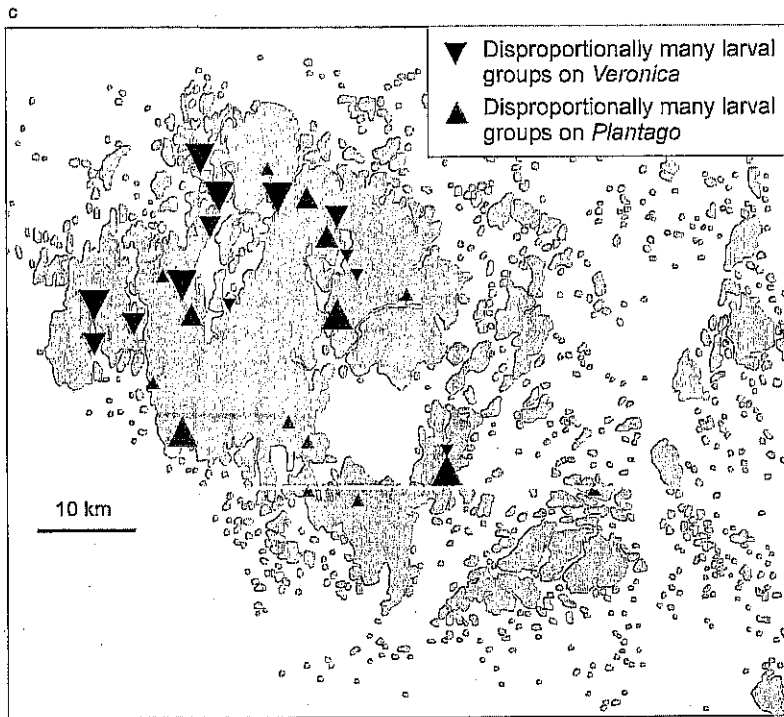 c
Disproportionally many larval
groups on Veronica
Disproportionally many larval
groups on Plantago
10 km